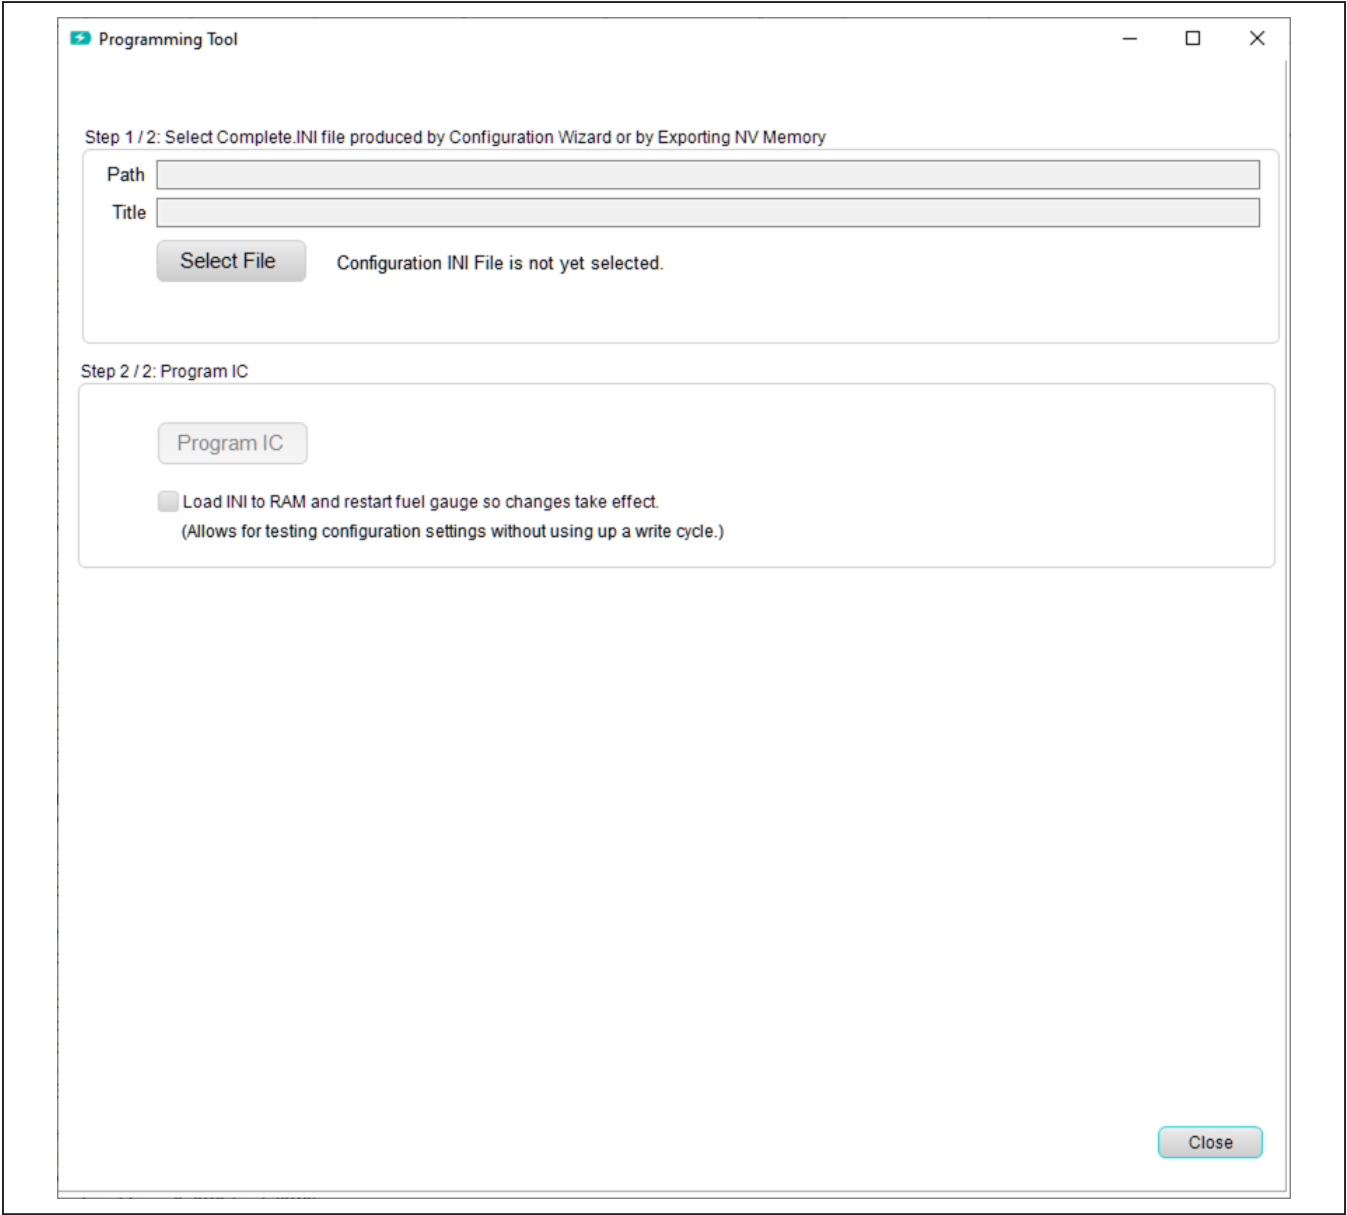 Programming Tool
Step 1 / 2: Select Complete.INI file produced by Configuration Wizard or by Exporting NV Memory
Path
Title
Select File
Configuration INI File is not yet selected.
Step 2 / 2: Program IC
Program IC
Load INI to RAM and restart fuel gauge so changes take effect.
(Allows for testing configuration settings without using up a write cycle.)
Close